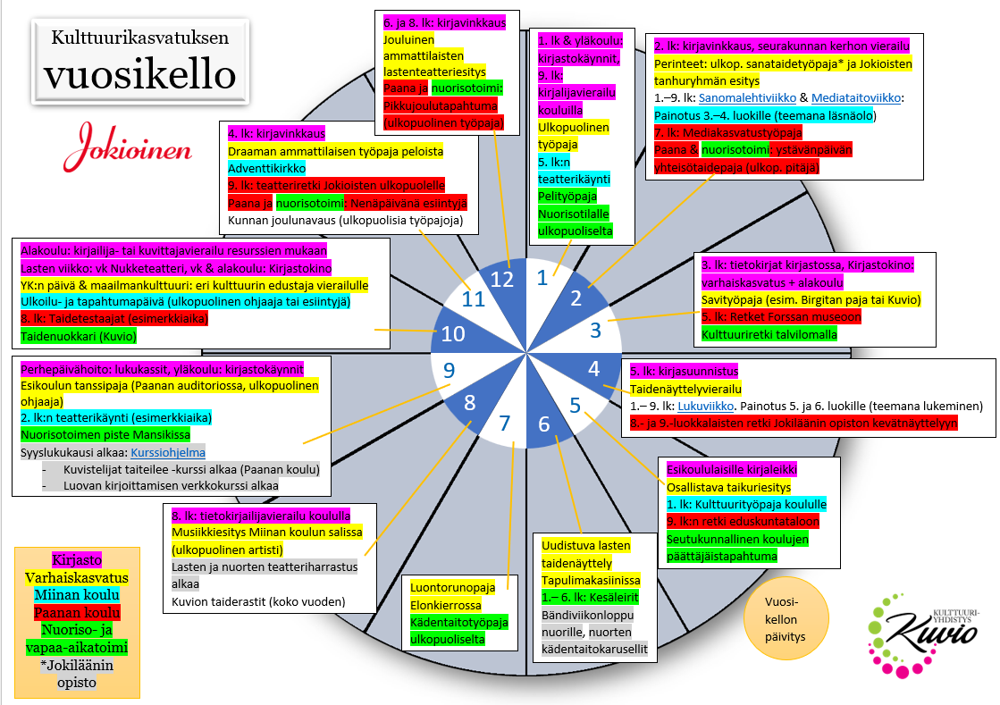 Kulttuurikasvatuksen
vuosikello
Jokioinen
6. ja 8. lk: kirjavinkkaus
Jouluinen
ammattilaisten
lastenteatteriesitys
Paana ja nuorisotoimi:
Pikkujoulutapahtuma
(ulkopuolinen työpaja)
1. lk & yläkoulu:
kirjastokäynnit,
9. lk:
kirjalijavierailu
kouluilla
Ulkopuolinen
työpaja
5. lk:n
teatterikäynti
Pelityöpaja
Nuorisotilalle
ulkopuoliselta
2. lk: kirjavinkkaus, seurakunnan kerhon vierailu
Perinteet: ulkop. sanataidetyöpaja* ja Jokioisten
tanhuryhmän esitys
1.–9. lk: Sanomalehtiviikko & Mediataitoviikko:
Painotus 3.–4. luokille (teemana läsnäolo)
7. lk: Mediakasvatustyöpaja
Paana & nuorisotoimi: ystävänpäivän
yhteisötaidepaja (ulkop. pitäjä)
4. lk: kirjavinkkaus
Draaman ammattilaisen työpaja peloista
Adventtikirkko
9. lk: teatteriretki Jokioisten ulkopuolelle
Paana ja nuorisotoimi: Nenäpäivänä esiintyjä
Kunnan joulunavaus (ulkopuolisia työpajoja)
Alakoulu: kirjailija- tai kuvittajavierailu resurssien mukaan
Lasten viikko: vk Nukketeatteri, vk & alakoulu: Kirjastokino
YK:n päivä & maailmankulttuuri: eri kulttuurin edustaja vierailulle
Ulkoilu- ja tapahtumapäivä (ulkopuolinen ohjaaja tai esiintyjä)
8. lk: Taidetestaajat (esimerkkiaika)
Taidenuokkari (Kuvio)
3. lk: tietokirjat kirjastossa, Kirjastokino:
varhaiskasvatus + alakoulu
Savityöpaja (esim. Birgitan paja tai Kuvio)
5. lk: Retket Forssan museoon
Kulttuuriretki talvilomalla
12
1
11
2
10
3
9
4
8
5
7
6
Perhepäivähoito: lukukassit, yläkoulu: kirjastokäynnit
Esikoulun tanssipaja (Paanan auditoriossa, ulkopuolinen
ohjaaja)
2. lk:n teatterikäynti (esimerkkiaika)
Nuorisotoimen piste Mansikissa
Syyslukukausi alkaa: Kurssiohjelma
- Kuvistelijat taiteilee -kurssi alkaa (Paanan koulu)
- Luovan kirjoittamisen verkkokurssi alkaa
5. lk: kirjasuunnistus
Taidenäyttelyvierailu
1.– 9. lk: Lukuviikko. Painotus 5. ja 6. luokille (teemana lukeminen)
8.- ja 9.-luokkalaisten retki Jokiläänin opiston kevätnäyttelyyn
Esikoululaisille kirjaleikki
Osallistava taikuriesitys
1. lk: Kulttuurityöpaja koululle
9. lk:n retki eduskuntataloon
Seutukunnallinen koulujen
päättäjäistapahtuma
8. lk: tietokirjailijavierailu koululla
Musiikkiesitys Miinan koulun salissa
(ulkopuolinen artisti)
Lasten ja nuorten teatteriharrastus
alkaa
Kuvion taiderastit (koko vuoden)
Luontorunopaja
Elonkierrossa
Kädentaitotyöpaja
ulkopuoliselta
Uudistuva lasten
taidenäyttely
Tapulimakasiinissa
1.– 6. lk: Kesäleirit
Bändiviikonloppu
nuorille, nuorten
kädentaitokarusellit
Kirjasto
Varhaiskasvatus
Miinan koulu
Paanan koulu
Nuoriso- ja
vapaa-aikatoimi
*Jokiläänin
opisto
Vuosi-
kellon
päivitys
KULTTUURI-
YHDISTYS
Kuvio